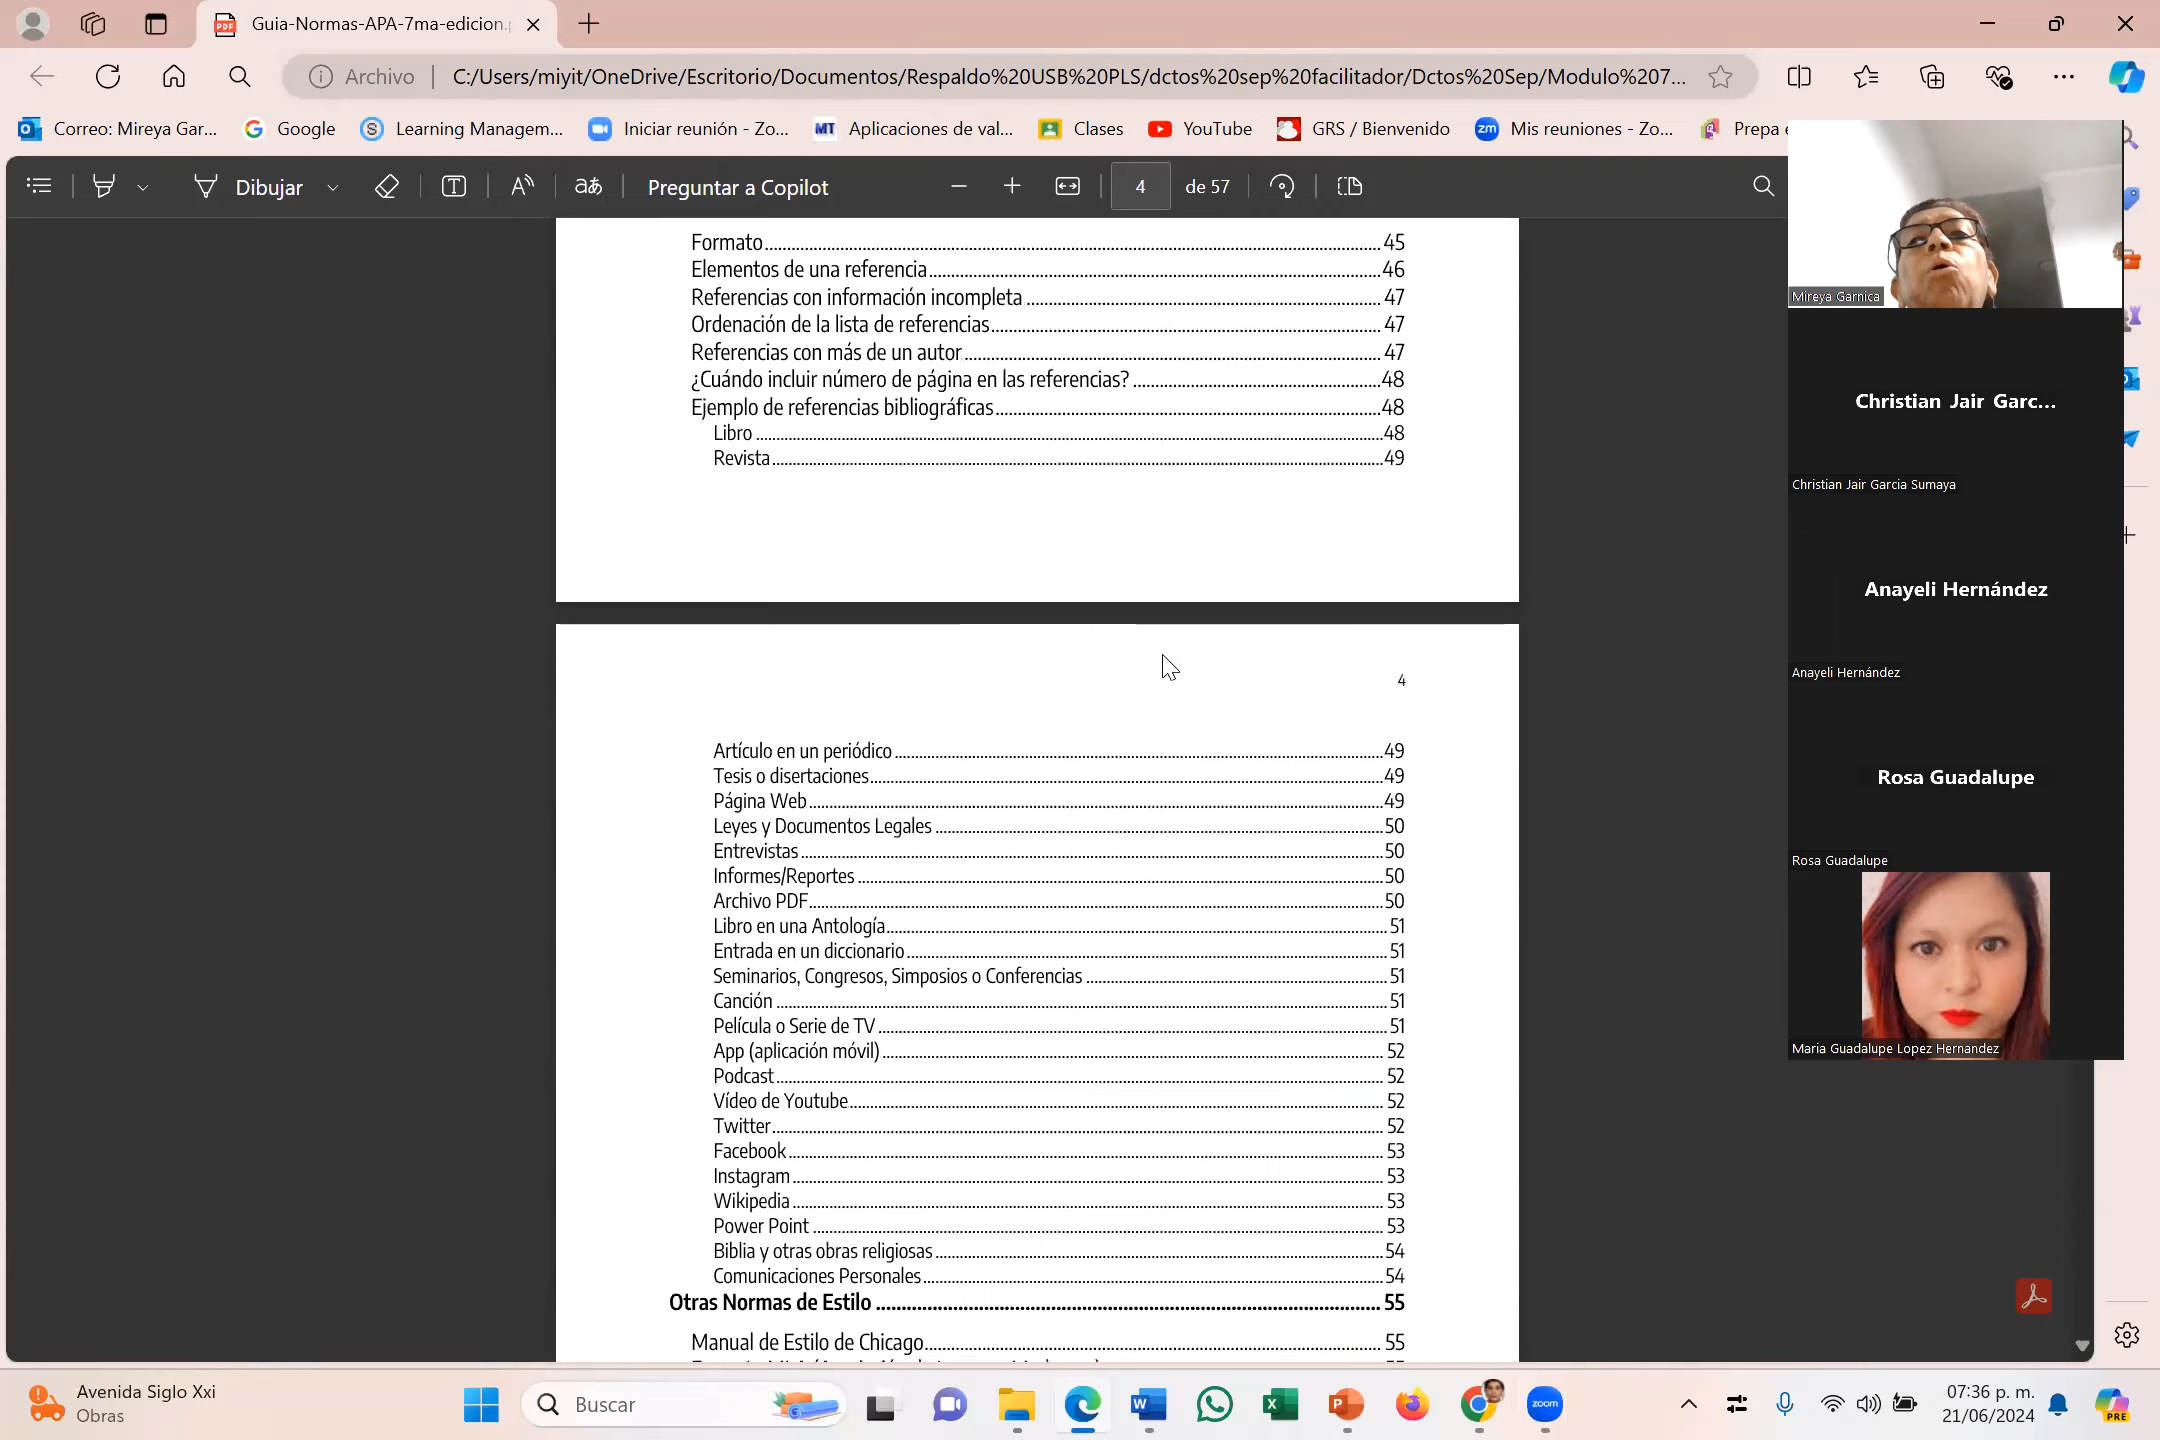 Guia-Normas-APA-7ma-edicion.
Archivo
C:/Users/miyit/OneDrive/Escritorio/Documentos/Respaldo%20USB%20PLS/dctos%20sep%20facilitador/Dctos%20Sep/Modulo%207...
Correo: Mireya Gar...
Google
Learning Managem...
Iniciar reunión - Zo...
Aplicaciones de val...
Clases
YouTube
GRS / Bienvenido
Mis reuniones - Zo...
Prepa e
Dibujar
Preguntar a Copilot
4 de 57
Formato 45
Elementos de una referencia 46
Referencias con información incompleta 47
Ordenación de la lista de referencias 47
Referencias con más de un autor 47
¿Cuándo incluir número de página en las referencias? 48
Ejemplo de referencias bibliográficas 48
Libro 48
Revista 49
4
Artículo en un periódico 49
Tesis o disertaciones 49
Página Web 49
Leyes y Documentos Legales 50
Entrevistas 50
Informes/Reportes 50
Archivo PDF 50
Libro en una Antología 51
Entrada en un diccionario 51
Seminarios, Congresos, Simposios o Conferencias 51
Canción 51
Película o Serie de TV 51
App (aplicación móvil) 52
Podcast 52
Vídeo de Youtube 52
Twitter 52
Facebook 53
Instagram 53
Wikipedia 53
Power Point 53
Biblia y otras obras religiosas 54
Comunicaciones Personales 54
Otras Normas de Estilo 55
Manual de Estilo de Chicago 55
Mireya Garnica
Christian Jair Garc...
Christian Jair Garcia Sumaya
Anayeli Hernández
Anayeli Hernández
Rosa Guadalupe
Rosa Guadalupe
Maria Guadalupe Lopez Hernandez
Avenida Siglo Xxi
Obras
Buscar
zoom
07:36 p. m.
21/06/2024
PRE